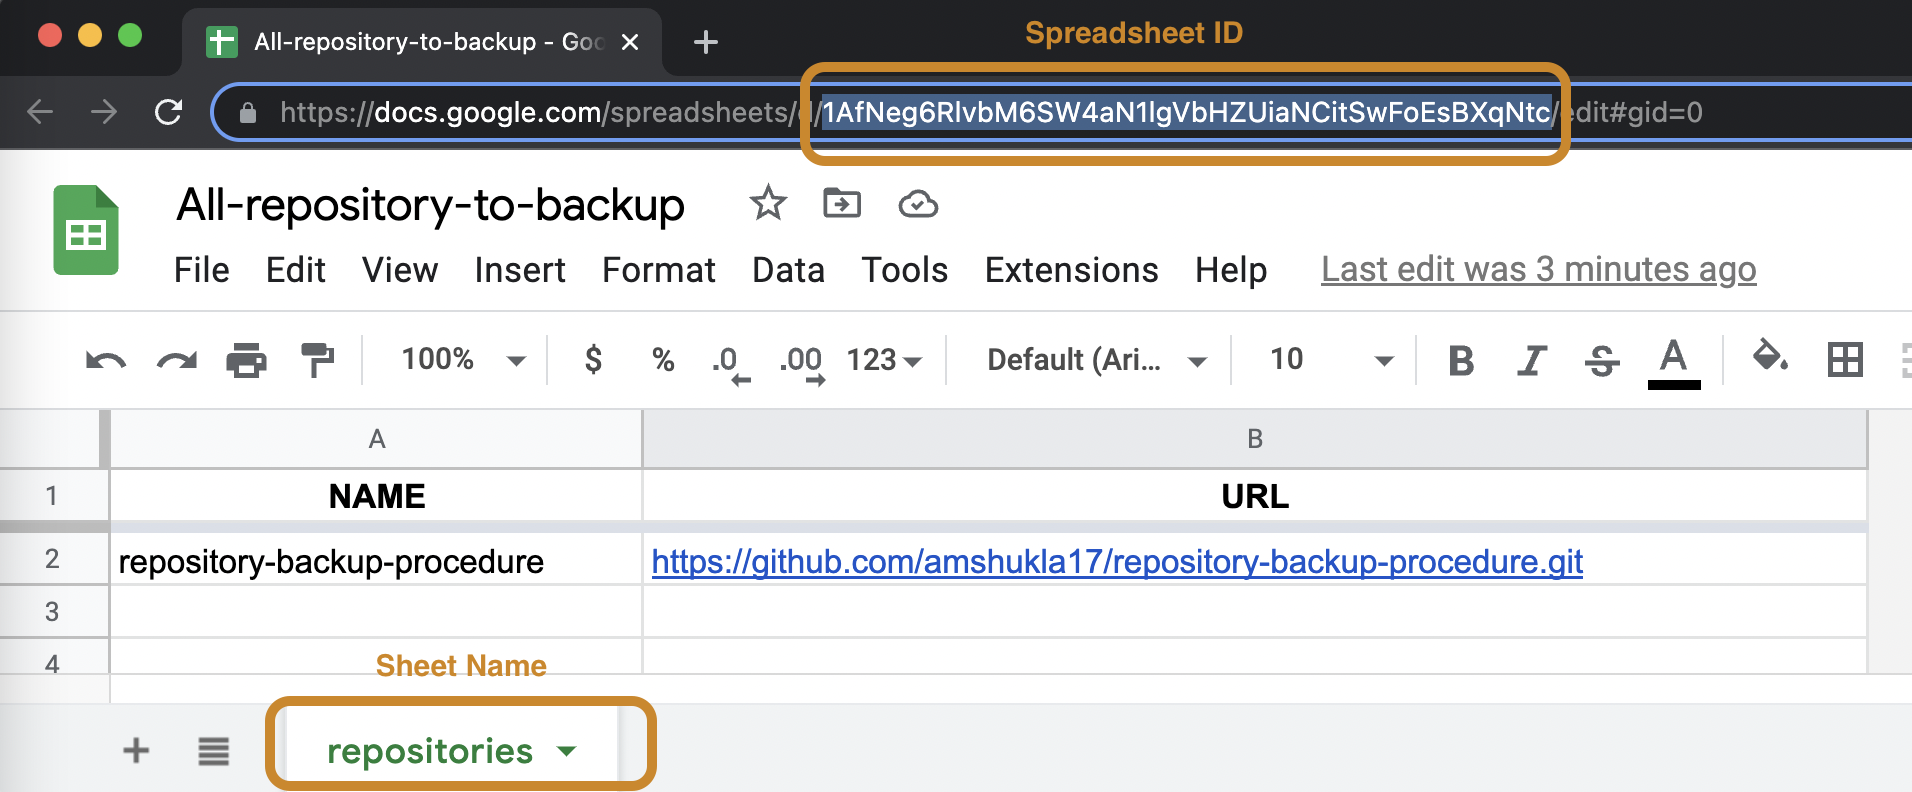 All-repository-to-backup - Goo
Spreadsheet ID
https://docs.google.com/spreadsheets/d/1AfNeg6RIvbM6SW4aN1lgVbHZUiaNCitSwFoEsBXqNtc/edit#gid=0
All-repository-to-backup
File Edit View Insert Format Data Tools Extensions Help Last edit was 3 minutes ago
100% $ % .0 .00 123 Default (Ari... 10 B I S A
A B
1 NAME URL
2 repository-backup-procedure https://github.com/amshukla17/repository-backup-procedure.git
3
4
Sheet Name
repositories